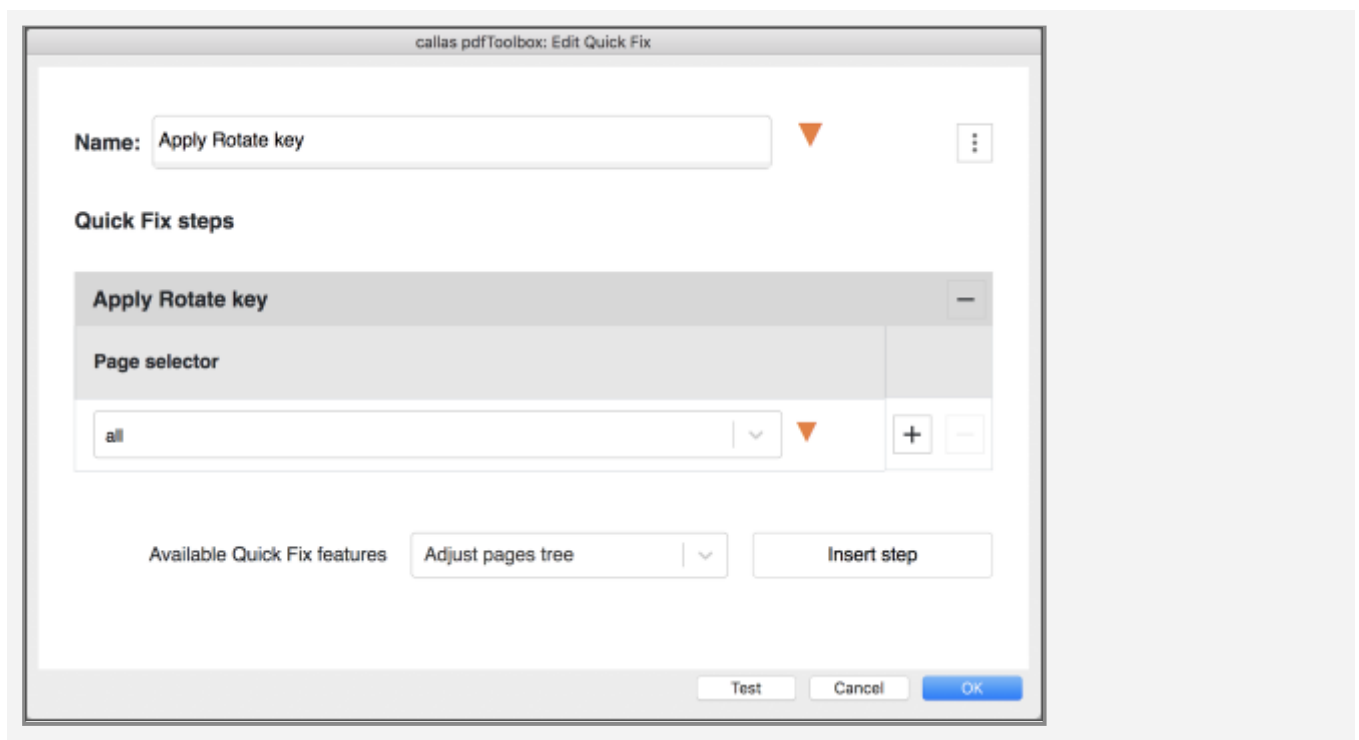 callas pdfToolbox: Edit Quick Fix
Name: Apply Rotate key
Quick Fix steps
Apply Rotate key
Page selector
all
Available Quick Fix features Adjust pages tree Insert step
Test Cancel OK